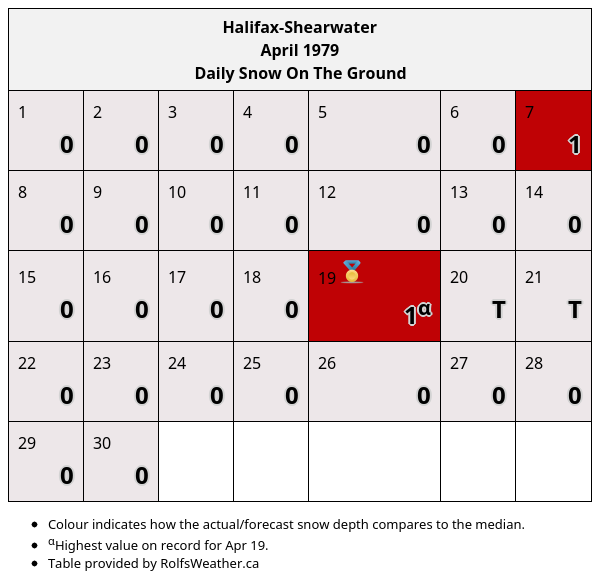 Halifax-Shearwater
April 1979
Daily Snow On The Ground
1 2 3 4 5 6 7
0 0 0 0 0 0 1
8 9 10 11 12 13 14
0 0 0 0 0 0 0
15 16 17 18 19 20 21
0 0 0 0 1α T T
22 23 24 25 26 27 28
0 0 0 0 0 0 0
29 30
0 0
Colour indicates how the actual/forecast snow depth compares to the median.
αHighest value on record for Apr 19.
Table provided by RolfsWeather.ca